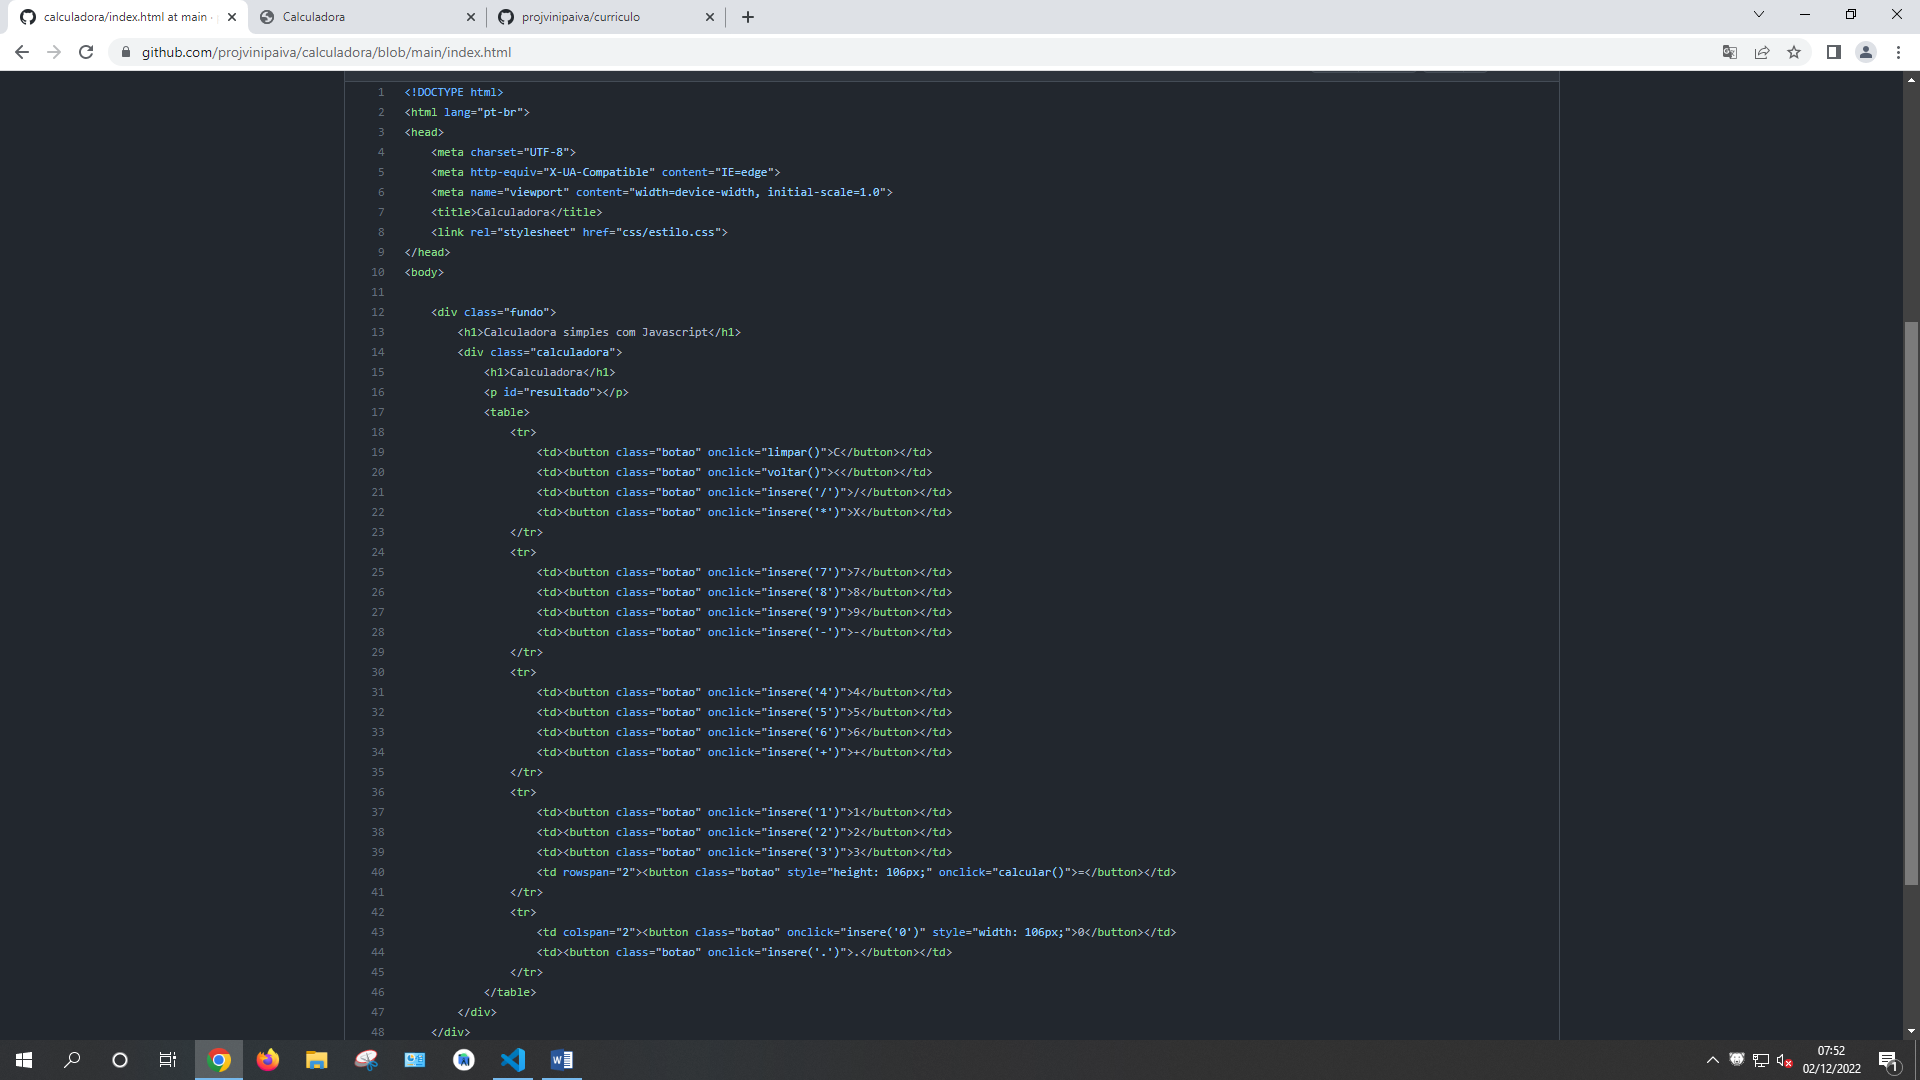 calculadora/index.html at main ·
Calculadora
projvinipaiva/curriculo
github.com/projvinipaiva/calculadora/blob/main/index.html
1 <!DOCTYPE html>
2 <html lang="pt-br">
3 <head>
4 <meta charset="UTF-8">
5 <meta http-equiv="X-UA-Compatible" content="IE=edge">
6 <meta name="viewport" content="width=device-width, initial-scale=1.0">
7 <title>Calculadora</title>
8 <link rel="stylesheet" href="css/estilo.css">
9 </head>
10 <body>
11
12 <div class="fundo">
13 <h1>Calculadora simples com Javascript</h1>
14 <div class="calculadora">
15 <h1>Calculadora</h1>
16 <p id="resultado"></p>
17 <table>
18 <tr>
19 <td><button class="botao" onclick="limpar()">C</button></td>
20 <td><button class="botao" onclick="voltar()"><</button></td>
21 <td><button class="botao" onclick="insere('/')">/</button></td>
22 <td><button class="botao" onclick="insere('*')">X</button></td>
23 </tr>
24 <tr>
25 <td><button class="botao" onclick="insere('7')">7</button></td>
26 <td><button class="botao" onclick="insere('8')">8</button></td>
27 <td><button class="botao" onclick="insere('9')">9</button></td>
28 <td><button class="botao" onclick="insere('-')">-</button></td>
29 </tr>
30 <tr>
31 <td><button class="botao" onclick="insere('4')">4</button></td>
32 <td><button class="botao" onclick="insere('5')">5</button></td>
33 <td><button class="botao" onclick="insere('6')">6</button></td>
34 <td><button class="botao" onclick="insere('+')">+</button></td>
35 </tr>
36 <tr>
37 <td><button class="botao" onclick="insere('1')">1</button></td>
38 <td><button class="botao" onclick="insere('2')">2</button></td>
39 <td><button class="botao" onclick="insere('3')">3</button></td>
40 <td rowspan="2"><button class="botao" style="height: 106px;" onclick="calcular()">=</button></td>
41 </tr>
42 <tr>
43 <td colspan="2"><button class="botao" onclick="insere('0')" style="width: 106px;">0</button></td>
44 <td><button class="botao" onclick="insere('.')">.</button></td>
45 </tr>
46 </table>
47 </div>
48 </div>
07:52
02/12/2022
1